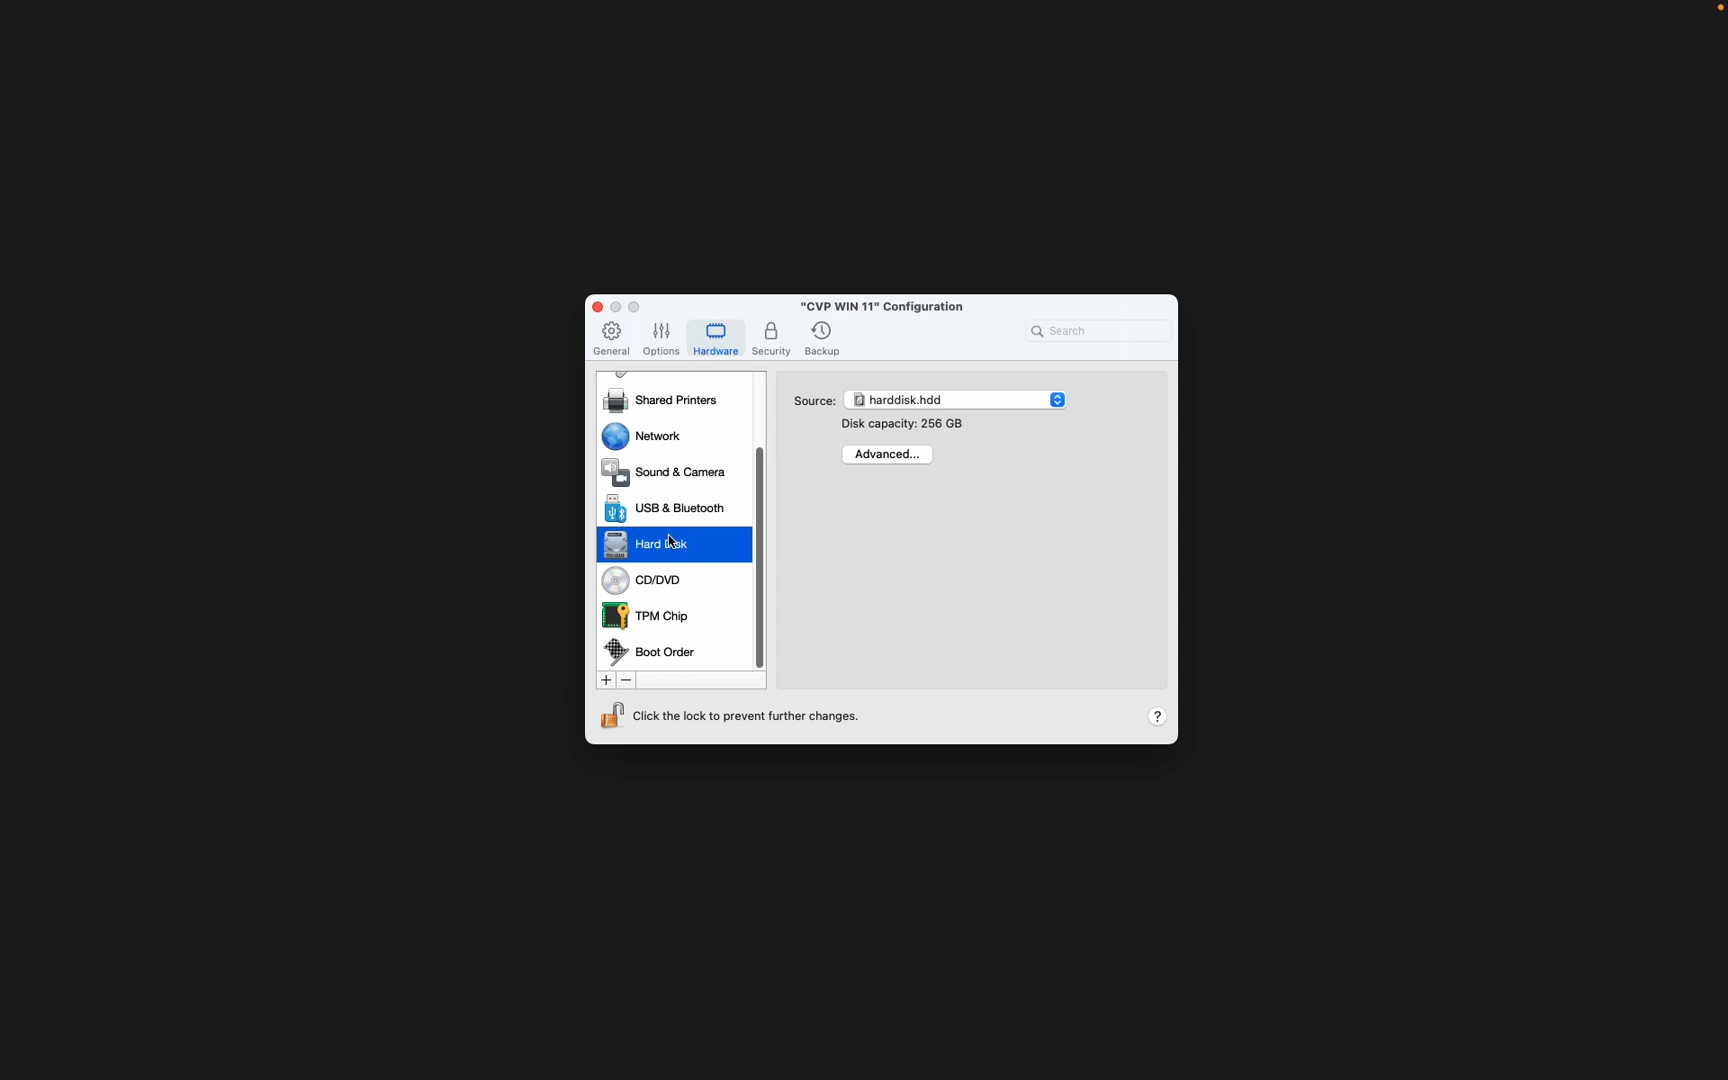 "CVP WIN 11" Configuration
General
Options
Hardware
Security
Backup
Search
Shared Printers
Network
Sound & Camera
USB & Bluetooth
Hard Disk
CD/DVD
TPM Chip
Boot Order
Source:
harddisk.hdd
Disk capacity: 256 GB
Advanced...
Click the lock to prevent further changes.
?